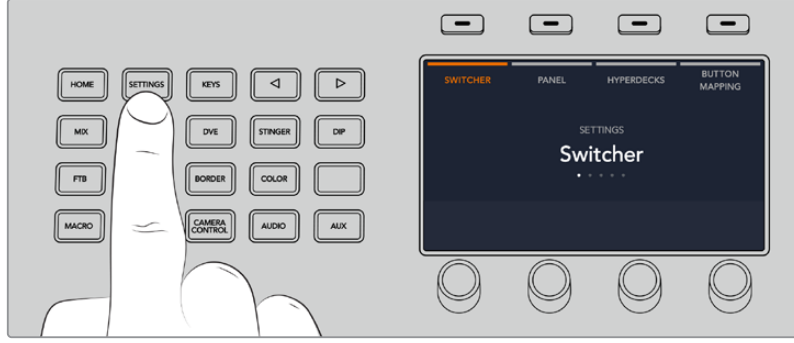 HOME
SETTINGS
KEYS
MIX
DVE
STINGER
DIP
FTB
BORDER
COLOR
MACRO
CAMERA
CONTROL
AUDIO
AUX
SWITCHER
PANEL
HYPERDECKS
BUTTON
MAPPING
SETTINGS
Switcher